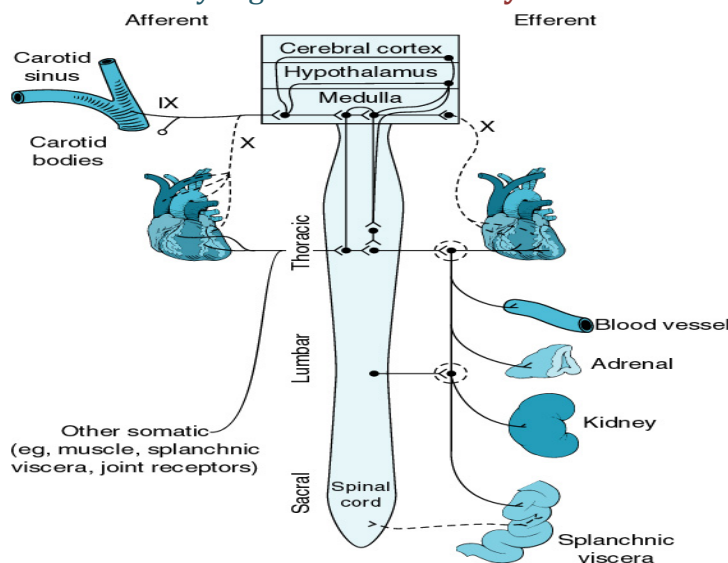 Afferent
Efferent
Carotid
sinus
Cerebral cortex
Hypothalamus
Medulla
IX
X
X
Carotid
bodies
Thoracic
Blood vessel
Lumbar
Adrenal
Kidney
Other somatic
(eg, muscle, splanchnic
viscera, joint receptors)
Sacral
Spinal
cord
Splanchnic
viscera